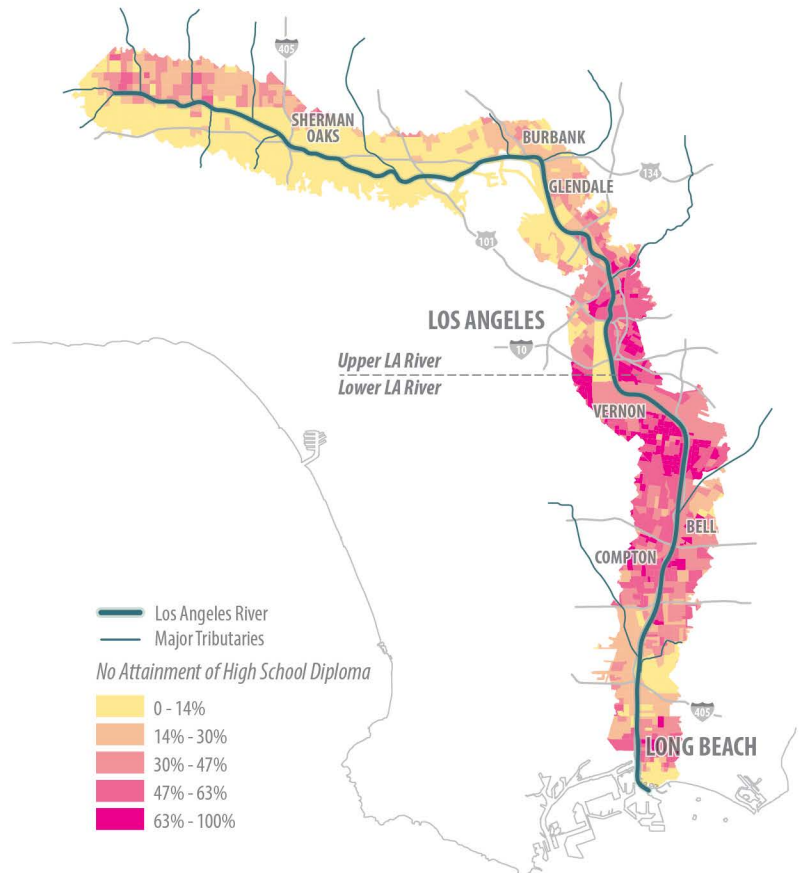 405
SHERMAN
OAKS
BURBANK
134
GLENDALE
101
LOS ANGELES
10
Upper LA River
Lower LA River
VERNON
BELL
COMPTON
Los Angeles River
Major Tributaries
No Attainment of High School Diploma
0 - 14%
14% - 30%
30% - 47%
47% - 63%
63% - 100%
405
LONG BEACH